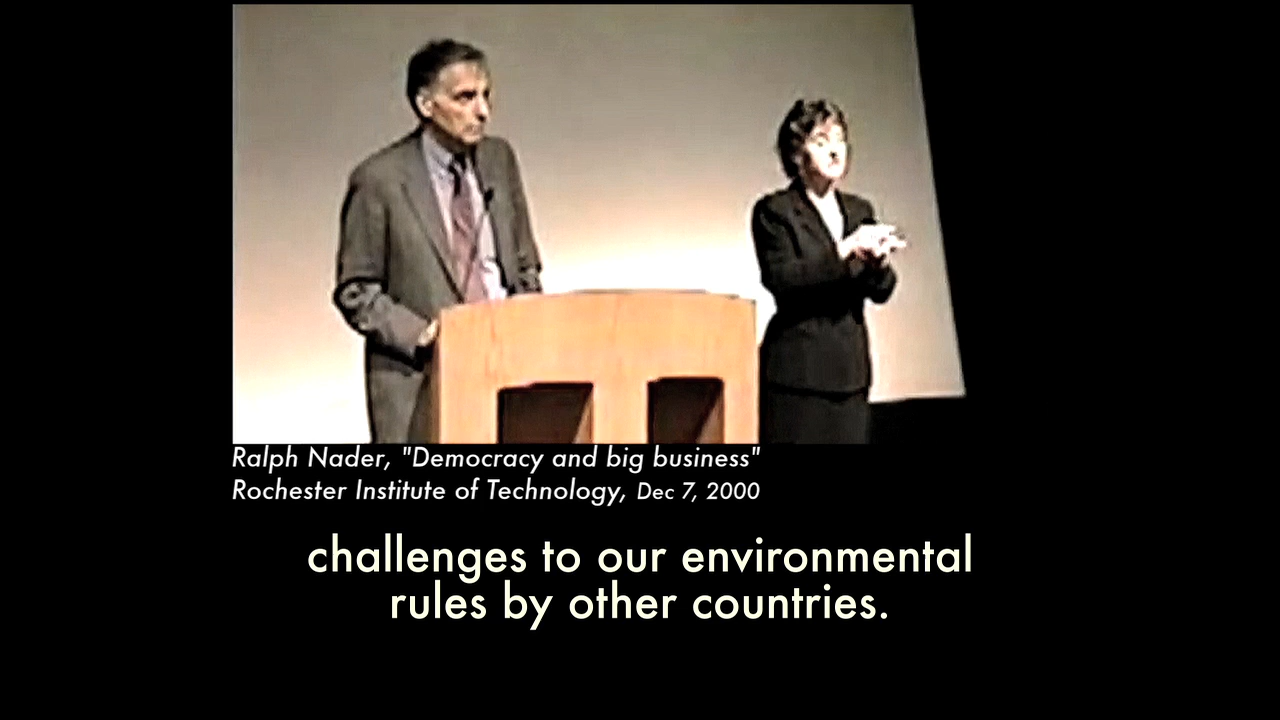 Ralph Nader, "Democracy and big business"
Rochester Institute of Technology, Dec 7, 2000
challenges to our environmental
rules by other countries.